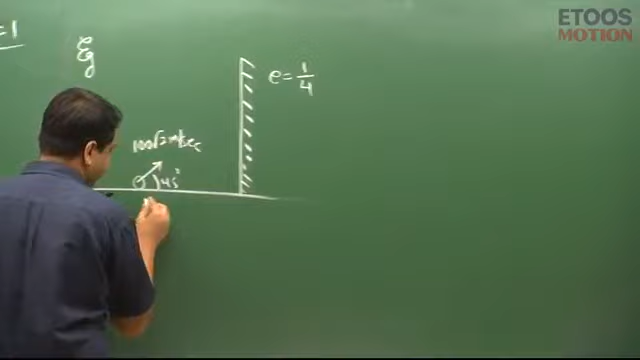 =1
Eg
e = 1/4
100√2 m/sec
45°
ETOOS
MOTION